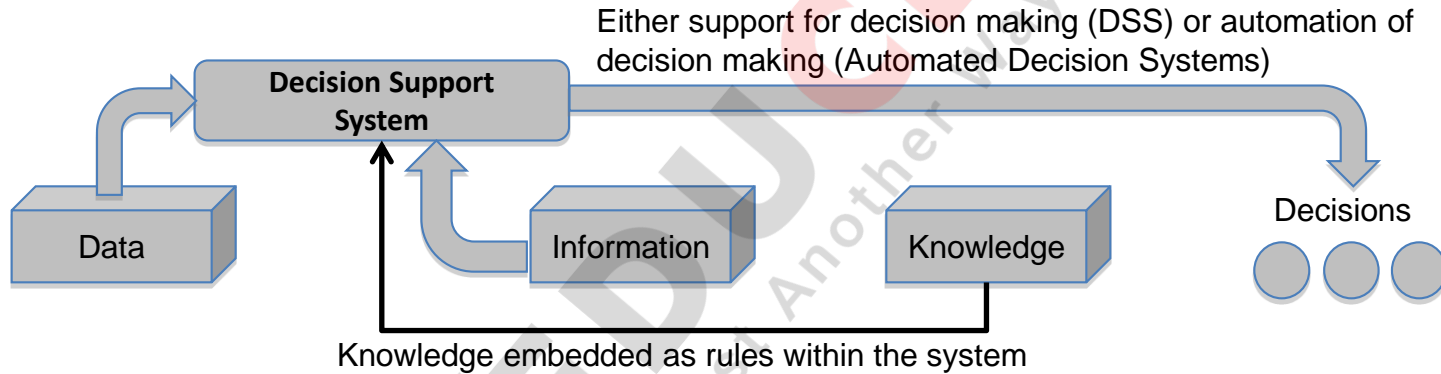 Either support for decision making (DSS) or automation of
decision making (Automated Decision Systems)
Decision Support
System
Data
Information
Knowledge
Decisions
Knowledge embedded as rules within the system